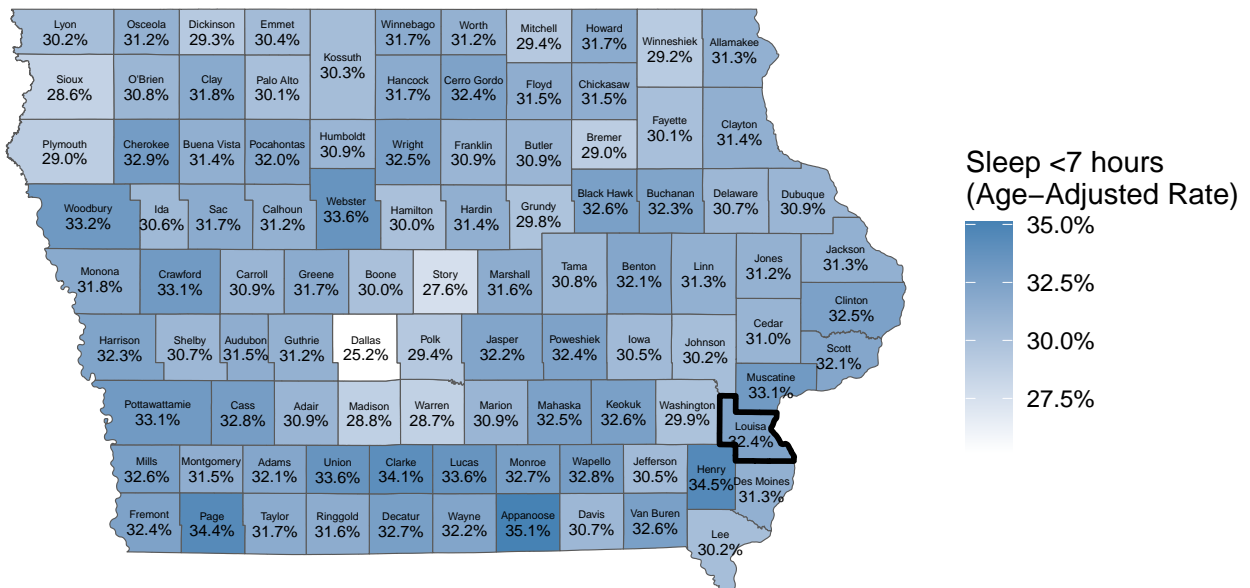 Lyon
30.2%
Osceola
31.2%
Dickinson
29.3%
Emmet
30.4%
Kossuth
30.3%
Winnebago
31.7%
Worth
31.2%
Mitchell
29.4%
Howard
31.7%
Winneshiek
29.2%
Allamakee
31.3%
Sioux
28.6%
O'Brien
30.8%
Clay
31.8%
Palo Alto
30.1%
Hancock
31.7%
Cerro Gordo
32.4%
Floyd
31.5%
Chickasaw
31.5%
Fayette
30.1%
Clayton
31.4%
Plymouth
29.0%
Cherokee
32.9%
Buena Vista
31.4%
Pocahontas
32.0%
Humboldt
30.9%
Wright
32.5%
Franklin
30.9%
Butler
30.9%
Bremer
29.0%
Woodbury
33.2%
Ida
30.6%
Sac
31.7%
Calhoun
31.2%
Webster
33.6%
Hamilton
30.0%
Hardin
31.4%
Grundy
29.8%
Black Hawk
32.6%
Buchanan
32.3%
Delaware
30.7%
Dubuque
30.9%
Monona
31.8%
Crawford
33.1%
Carroll
30.9%
Greene
31.7%
Boone
30.0%
Story
27.6%
Marshall
31.6%
Tama
30.8%
Benton
32.1%
Linn
31.3%
Jones
31.2%
Jackson
31.3%
Clinton
32.5%
Harrison
32.3%
Shelby
30.7%
Audubon
31.5%
Guthrie
31.2%
Dallas
25.2%
Polk
29.4%
Jasper
32.2%
Poweshiek
32.4%
Iowa
30.5%
Johnson
30.2%
Cedar
31.0%
Scott
32.1%
Muscatine
33.1%
Pottawattamie
33.1%
Cass
32.8%
Adair
30.9%
Madison
28.8%
Warren
28.7%
Marion
30.9%
Mahaska
32.5%
Keokuk
32.6%
Washington
29.9%
Louisa
32.4%
Mills
32.6%
Montgomery
31.5%
Adams
32.1%
Union
33.6%
Clarke
34.1%
Lucas
33.6%
Monroe
32.7%
Wapello
32.8%
Jefferson
30.5%
Henry
34.5%
Des Moines
31.3%
Fremont
32.4%
Page
34.4%
Taylor
31.7%
Ringgold
31.6%
Decatur
32.7%
Wayne
32.2%
Appanoose
35.1%
Davis
30.7%
Van Buren
32.6%
Lee
30.2%
Sleep <7 hours
(Age−Adjusted Rate)
35.0%
32.5%
30.0%
27.5%